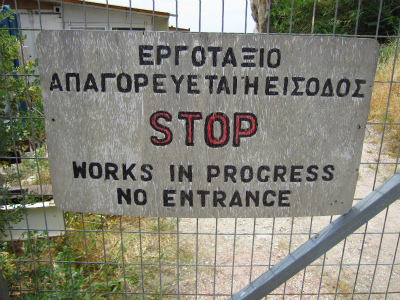 ΕΡΓΟΤΑΞΙΟ
ΑΠΑΓΟΡΕΥΕΤΑΙ Η ΕΙΣΟΔΟΣ
STOP
WORKS IN PROGRESS
NO ENTRANCE